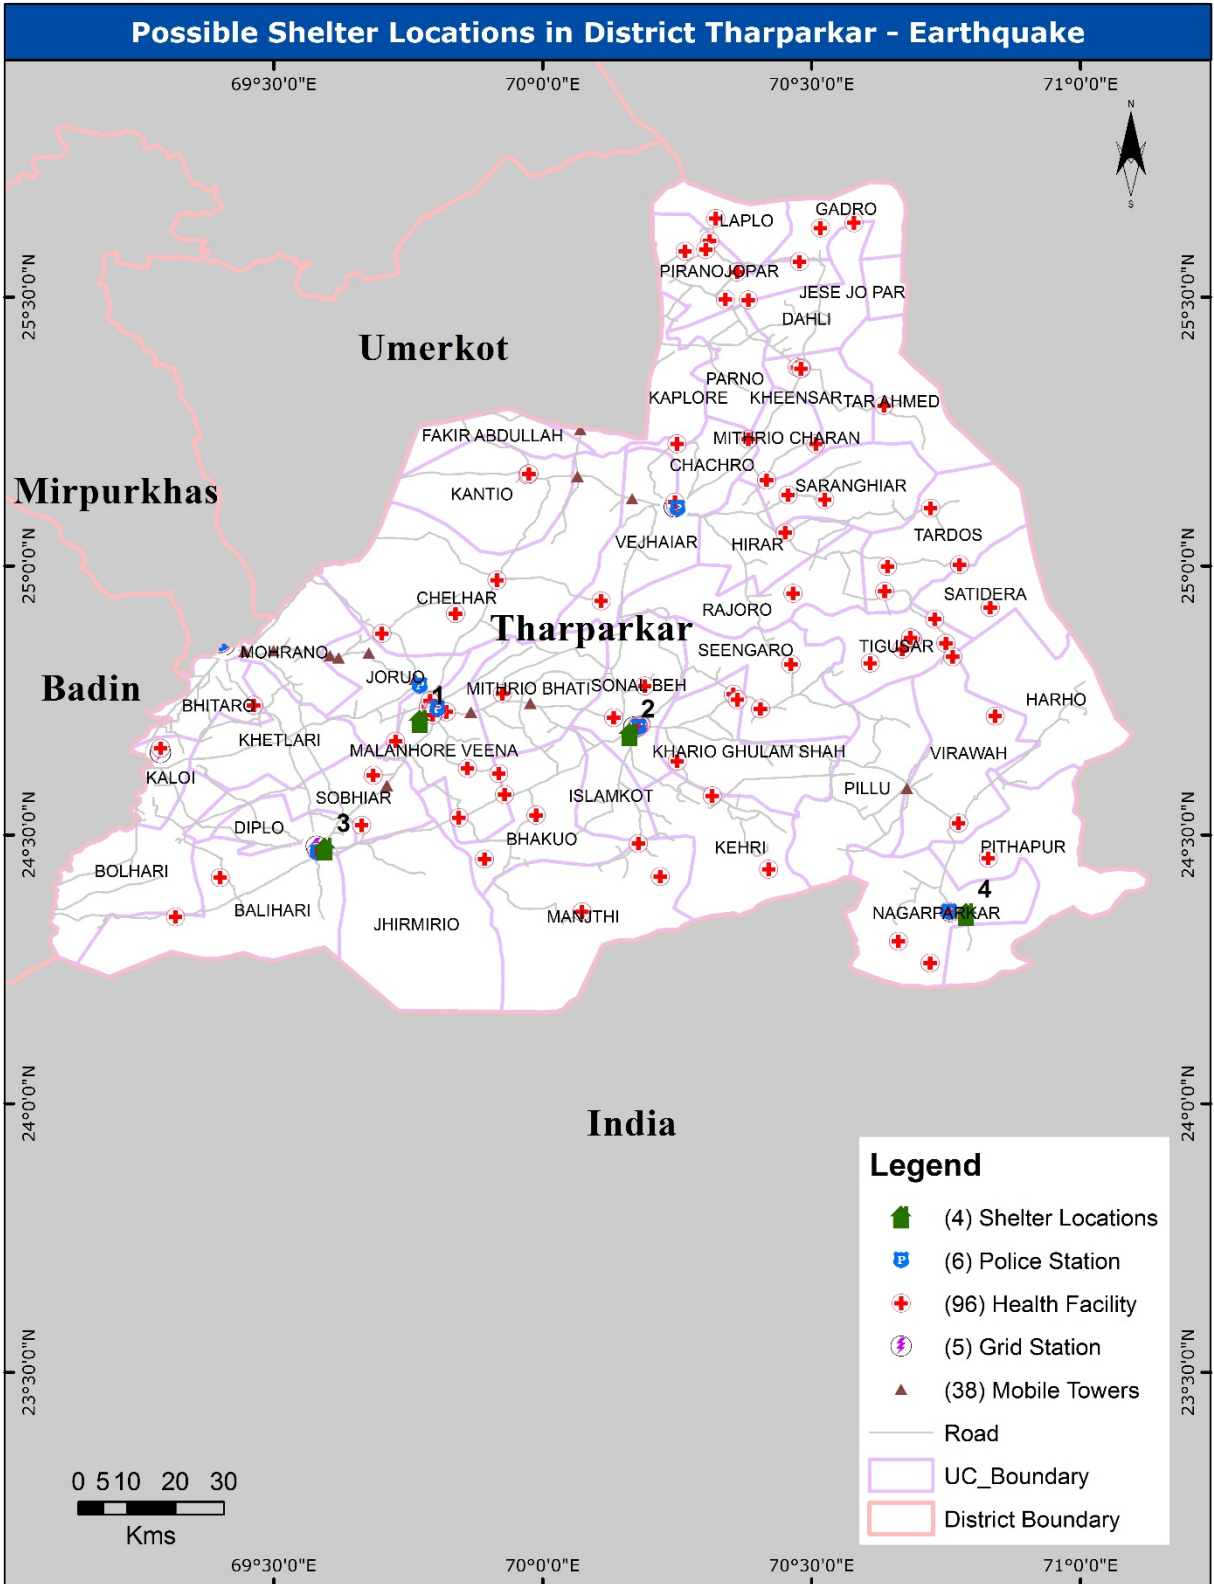 Possible Shelter Locations in District Tharparkar - Earthquake
69°30'0"E 70°0'0"E 70°30'0"E 71°0'0"E
N
S
LAPLO
GADRO
PIRANOJOPAR
25°30'0"N 25°30'0"N
JESE JO PAR
DAHLI
Umerkot
PARNO
KAPLORE
KHEENSAR
TAR AHMED
FAKIR ABDULLAH
MITHRIO CHARAN
CHACHRO
Mirpurkhas
KANTIO
SARANGHIAR
VEJHAIAR
HIRAR
TARDOS
25°0'0"N 25°0'0"N
CHELHAR
SATIDERA
RAJORO
Tharparkar
MOHRANO
SEENGARO
TIGUSAR
Badin
JORUO
1
MITHRIO BHATI
SONAL BEH
BHITARO
2
HARHO
KHETLARI
MALANHORE VEENA
KHARIO GHULAM SHAH
VIRAWAH
KALOI
SOBHIAR
ISLAMKOT
PILLU
DIPLO
3
BHAKUO
KEHRI
PITHAPUR
24°30'0"N 24°30'0"N
BOLHARI
4
BALIHARI
JHIRMIRIO
MANJTHI
NAGARPARKAR
24°0'0"N 24°0'0"N
India
Legend
(4) Shelter Locations
P (6) Police Station
(96) Health Facility
(5) Grid Station
(38) Mobile Towers
Road
UC_Boundary
District Boundary
23°30'0"N 23°30'0"N
0 5 10 20 30
Kms
69°30'0"E 70°0'0"E 70°30'0"E 71°0'0"E